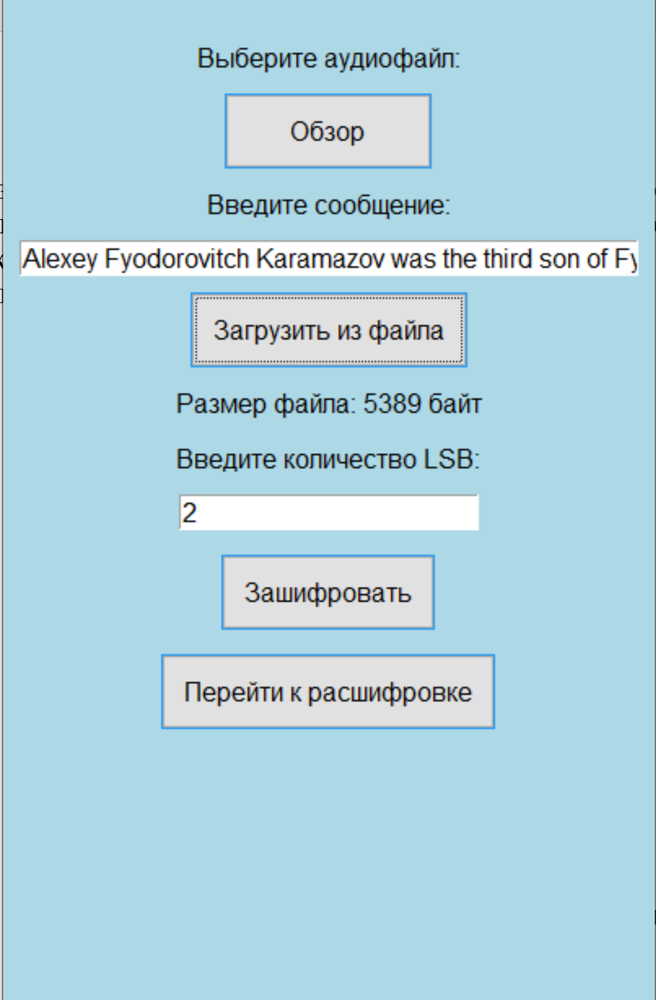 Выберите аудиофайл:
Обзор
Введите сообщение:
Alexey Fyodorovitch Karamazov was the third son of Fy
Загрузить из файла
Размер файла: 5389 байт
Введите количество LSB:
2
Зашифровать
Перейти к расшифровке